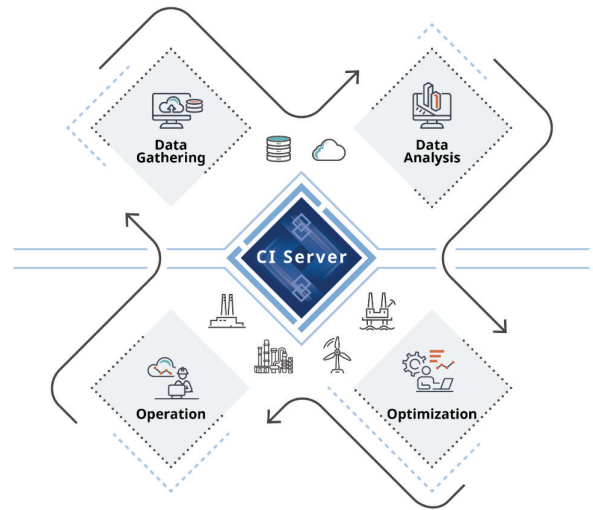 Data
Gathering
Data
Analysis
CI Server
Operation
Optimization